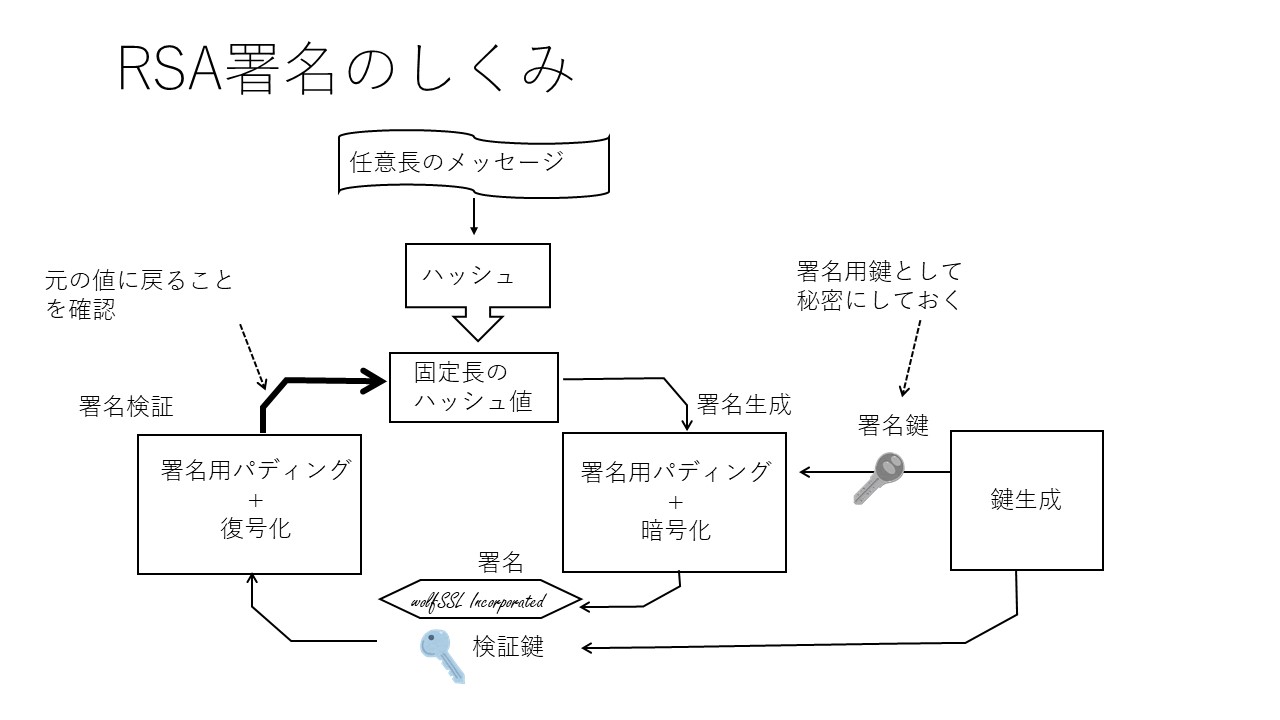 RSA署名のしくみ
任意長のメッセージ
ハッシュ
元の値に戻ること
を確認
署名用鍵として
秘密にしておく
固定長の
ハッシュ値
署名検証
署名生成
署名鍵
署名用パディング
+
復号化
署名用パディング
+
暗号化
鍵生成
署名
wolfSSL Incorporated
検証鍵